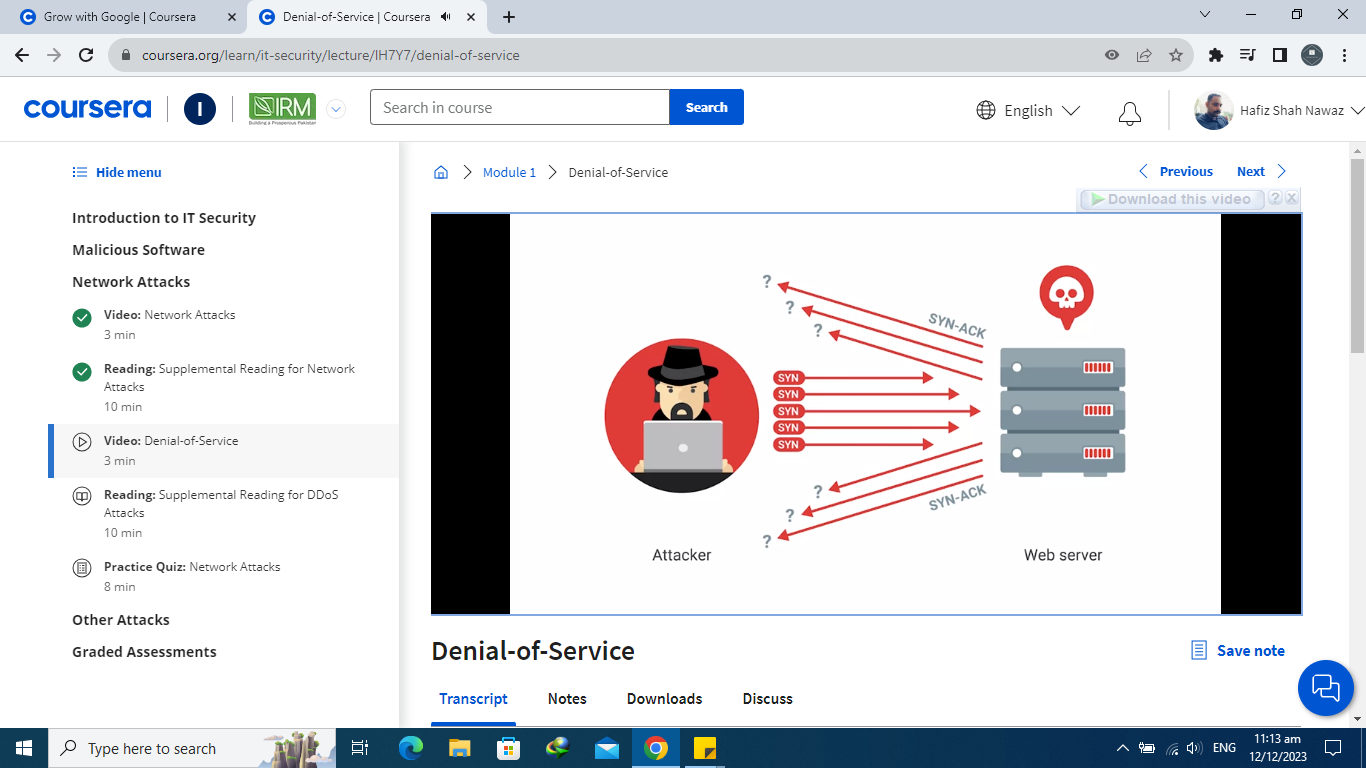 Grow with Google | Coursera
Denial-of-Service | Coursera
coursera.org/learn/it-security/lecture/IH7Y7/denial-of-service
coursera
I
IRM
Building a Prosperous Pakistan
Search in course
Search
English
Hafiz Shah Nawaz
Hide menu
Introduction to IT Security
Malicious Software
Network Attacks
Video: Network Attacks
3 min
Reading: Supplemental Reading for Network
Attacks
10 min
Video: Denial-of-Service
3 min
Reading: Supplemental Reading for DDoS
Attacks
10 min
Practice Quiz: Network Attacks
8 min
Other Attacks
Graded Assessments
Module 1
Denial-of-Service
Previous
Next
Download this video
?
X
?
?
?
SYN-ACK
SYN
SYN
SYN
SYN
SYN
?
?
?
SYN-ACK
Attacker
Web server
Denial-of-Service
Save note
Transcript
Notes
Downloads
Discuss
Type here to search
ENG
11:13 am
12/12/2023